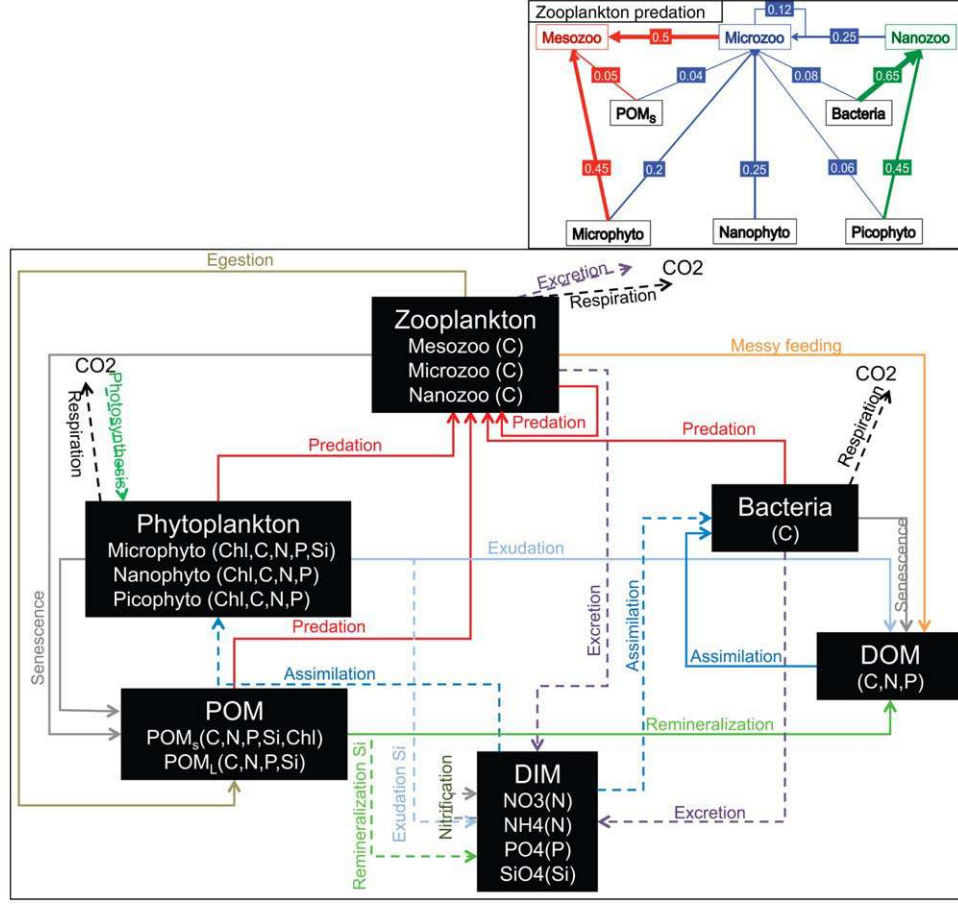 Zooplankton predation
0.12
Mesozoo
0.5
Microzoo
0.25
Nanozoo
0.05
0.04
0.08
0.65
POMs
Bacteria
0.45
0.2
0.25
0.06
0.45
Microphyto
Nanophyto
Picophyto
Egestion
Excretion
CO2
Respiration
Zooplankton
Mesozoo (C)
Microzoo (C)
Nanozoo (C)
Messy feeding
CO2
Respiration
Photosynthesis
CO2
Respiration
Predation
Predation
Predation
Phytoplankton
Microphyto (Chl,C,N,P,Si)
Nanophyto (Chl,C,N,P)
Picophyto (Chl,C,N,P)
Bacteria
(C)
Exudation
Senescence
Senescence
Predation
Excretion
Assimilation
Assimilation
Assimilation
DOM
(C,N,P)
POM
POMs(C,N,P,Si,Chl)
POML(C,N,P,Si)
Remineralization
Remineralization Si
Exudation Si
Nitrification
DIM
NO3(N)
NH4(N)
PO4(P)
SiO4(Si)
Excretion